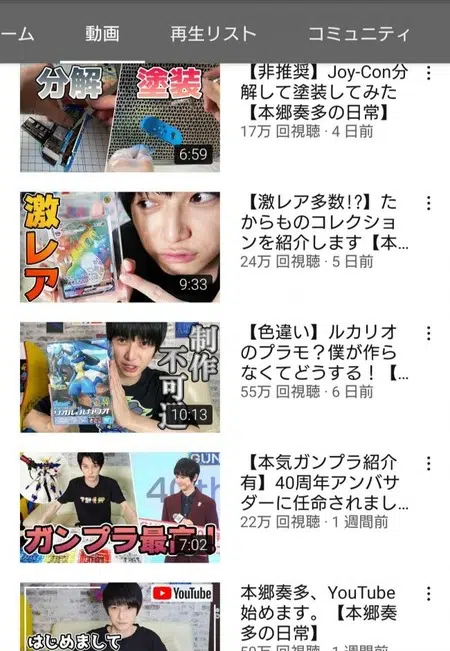 ーム 動画 再生リスト コミュニティ
分解 塗装
6:59
【非推奨】Joy-Con分
解して塗装してみた
【本郷奏多の日常】
17万 回視聴・4 日前
激レア
9:33
【激レア多数!?】た
からものコレクショ
ンを紹介します【本...
24万 回視聴・5 日前
制作
不可避
リオル&ルカリオ
10:13
【色違い】ルカリオ
のプラモ？僕が作ら
なくてどうする！【...
55万 回視聴・6 日前
GUN
40th
ガンプラ最高!
7:02
【本気ガンプラ紹介
有】40周年アンバサ
ダーに任命されまし...
22万 回視聴・1 週間前
YouTube
はじめまして
本郷奏多、YouTube
始めます。【本郷奏
多の日常】
回視聴・1 週間前